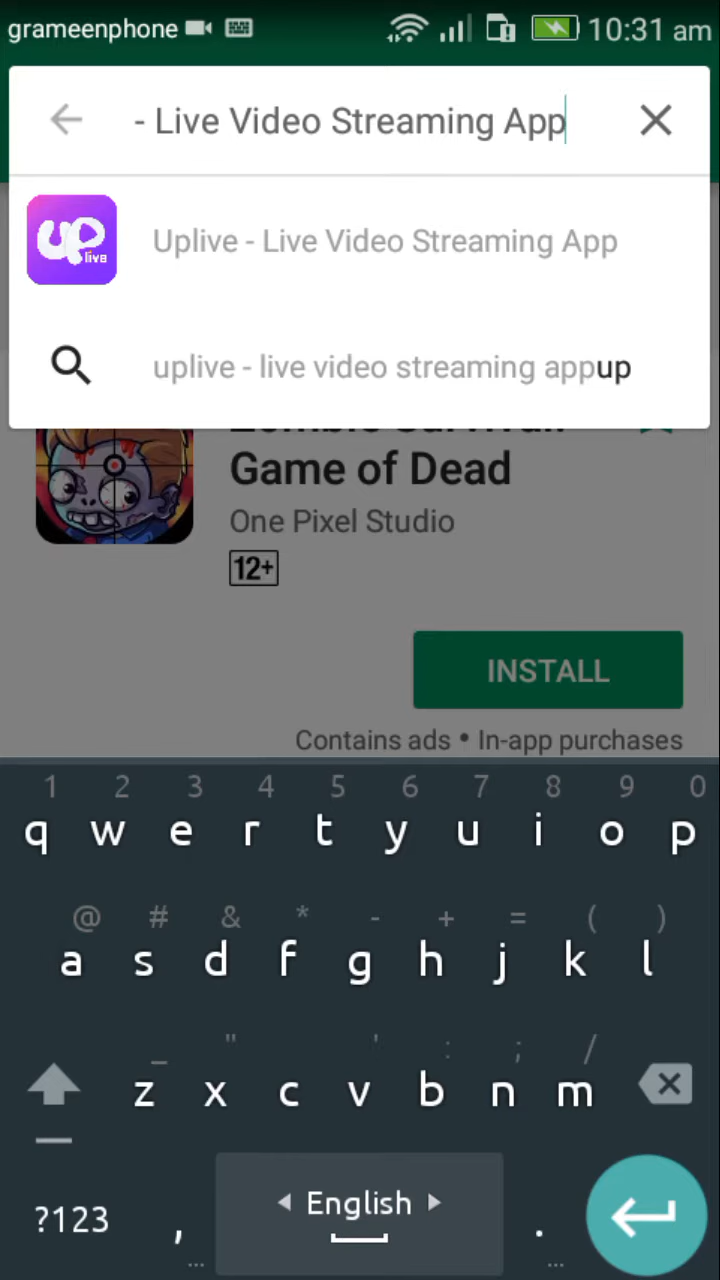 grameenphone 10:31 am
- Live Video Streaming App
up live
Uplive - Live Video Streaming App
uplive - live video streaming appup
Zombie Survival:
Game of Dead
One Pixel Studio
12+
INSTALL
Contains ads • In-app purchases
1 2 3 4 5 6 7 8 9 0
q w e r t y u i o p
@ # & * - + = ( )
a s d f g h j k l
_ " ' : ; /
z x c v b n m
?123 , English .